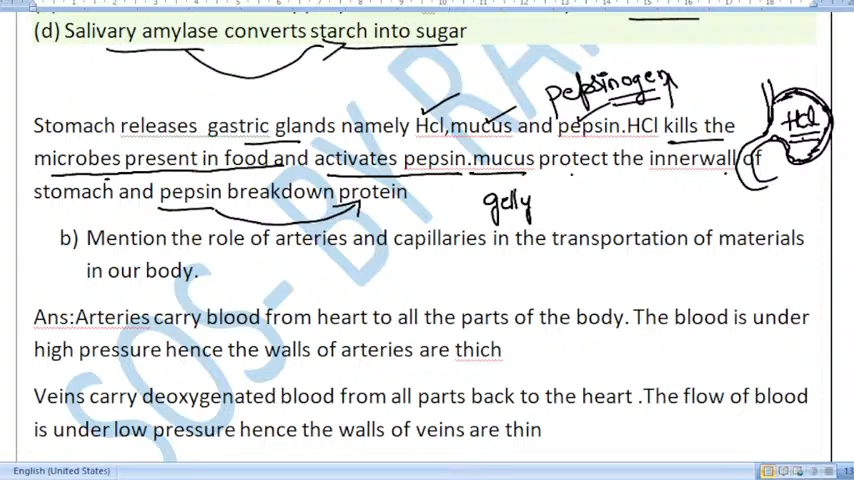 (d) Salivary amylase converts starch into sugar
pepsinogen
Stomach releases gastric glands namely Hcl,mucus and pepsin.HCl kills the
Hcl
microbes present in food and activates pepsin.mucus protect the innerwall of
stomach and pepsin breakdown protein
gelly
b) Mention the role of arteries and capillaries in the transportation of materials
in our body.
Ans:Arteries carry blood from heart to all the parts of the body. The blood is under
high pressure hence the walls of arteries are thich
Veins carry deoxygenated blood from all parts back to the heart .The flow of blood
is under low pressure hence the walls of veins are thin
SOS- BY RA
English (United States)